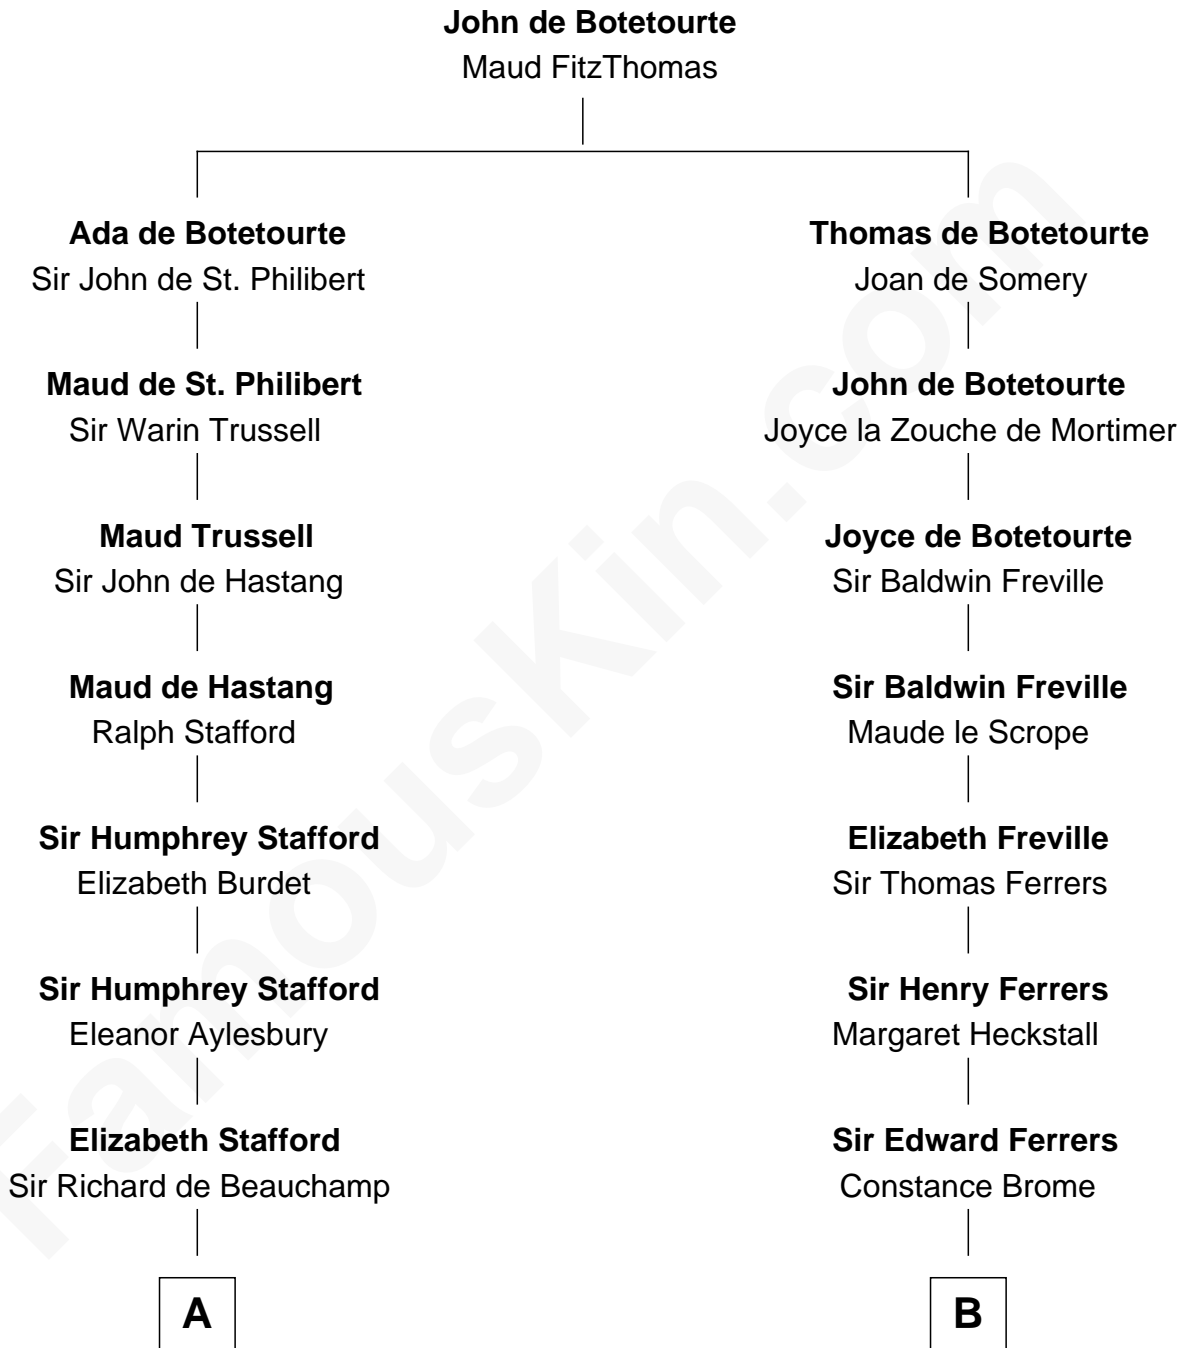 John de Botetourte
Maud FitzThomas
Ada de Botetourte
Sir John de St. Philibert
Thomas de Botetourte
Joan de Somery
Maud de St. Philibert
Sir Warin Trussell
John de Botetourte
Joyce la Zouche de Mortimer
Maud Trussell
Sir John de Hastang
Joyce de Botetourte
Sir Baldwin Freville
Maud de Hastang
Ralph Stafford
Sir Baldwin Freville
Maude le Scrope
Sir Humphrey Stafford
Elizabeth Burdet
Elizabeth Freville
Sir Thomas Ferrers
Sir Humphrey Stafford
Eleanor Aylesbury
Sir Henry Ferrers
Margaret Heckstall
Elizabeth Stafford
Sir Richard de Beauchamp
Sir Edward Ferrers
Constance Brome
A
B
FamousKin.com